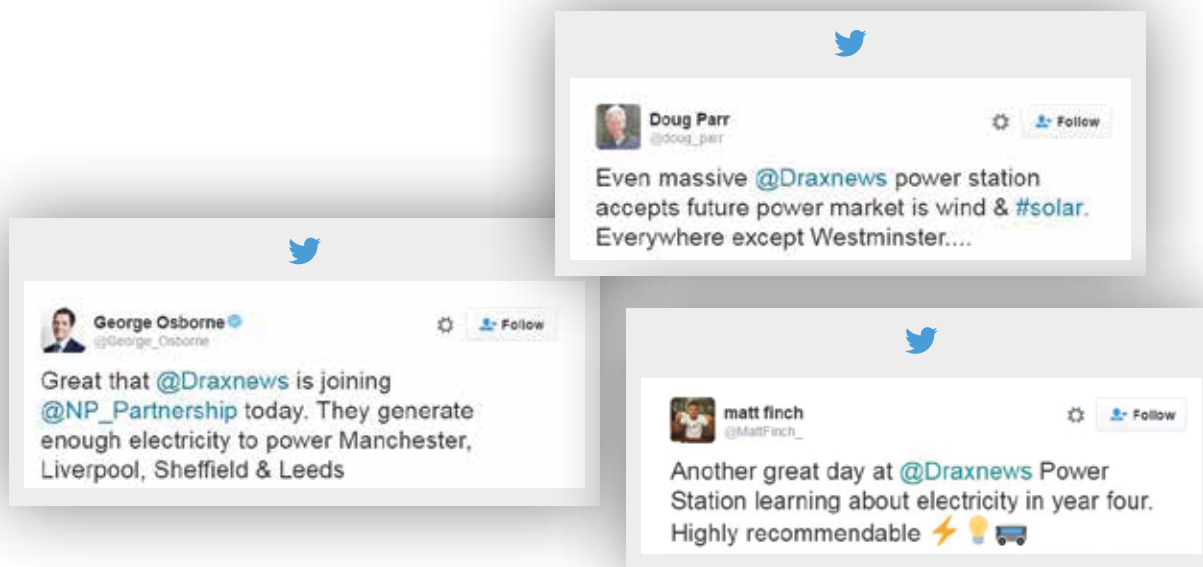 Doug Parr
@doug_parr
Follow
Even massive @Draxnews power station
accepts future power market is wind & #solar.
Everywhere except Westminster....
George Osborne
@George_Osborne
Follow
Great that @Draxnews is joining
@NP_Partnership today. They generate
enough electricity to power Manchester,
Liverpool, Sheffield & Leeds
matt finch
@MattFinch_
Follow
Another great day at @Draxnews Power
Station learning about electricity in year four.
Highly recommendable ⚡💡🚃